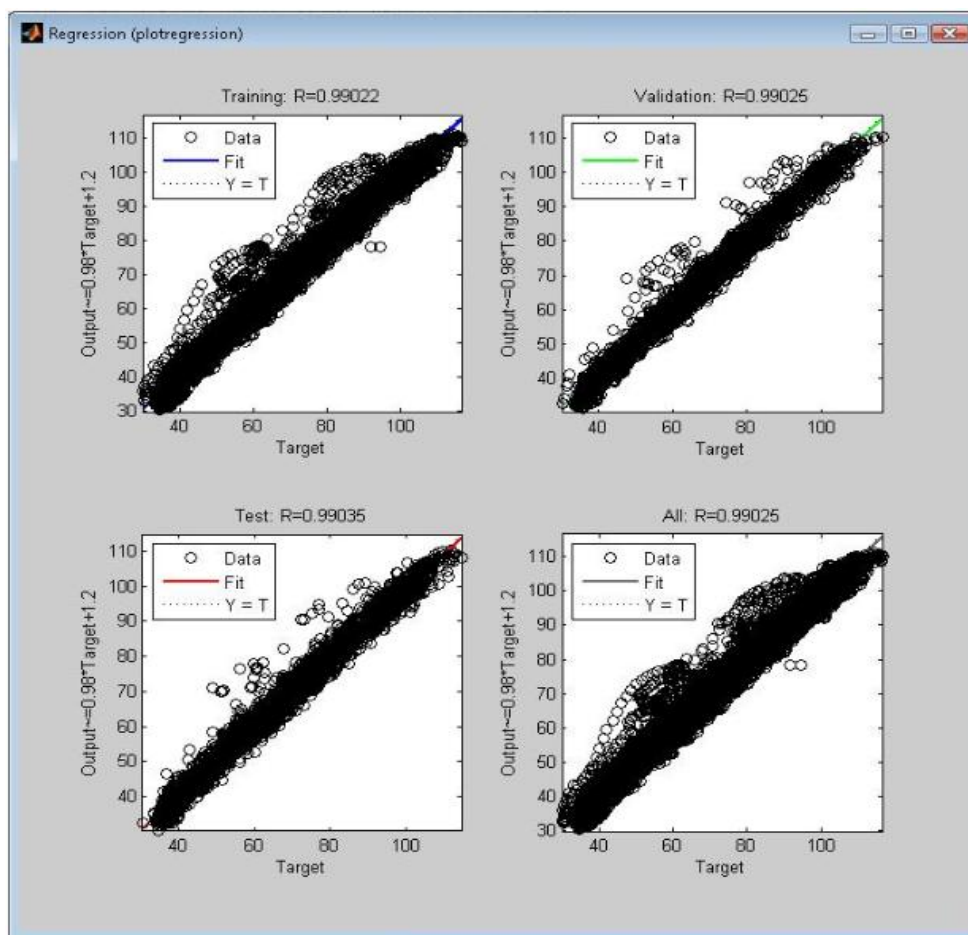 Regression (plotregression)
Training: R=0.99022
Output~=0.98*Target+1.2
110
100
90
80
70
60
50
40
30
Data
Fit
Y = T
40
60
80
100
Target
Validation: R=0.99025
Output~=0.98*Target+1.2
110
100
90
80
70
60
50
40
Data
Fit
Y = T
40
60
80
100
Target
Test: R=0.99035
Output~=0.98*Target+1.2
110
100
90
80
70
60
50
40
Data
Fit
Y = T
40
60
80
100
Target
All: R=0.99025
Output~=0.98*Target+1.2
110
100
90
80
70
60
50
40
30
Data
Fit
Y = T
40
60
80
100
Target